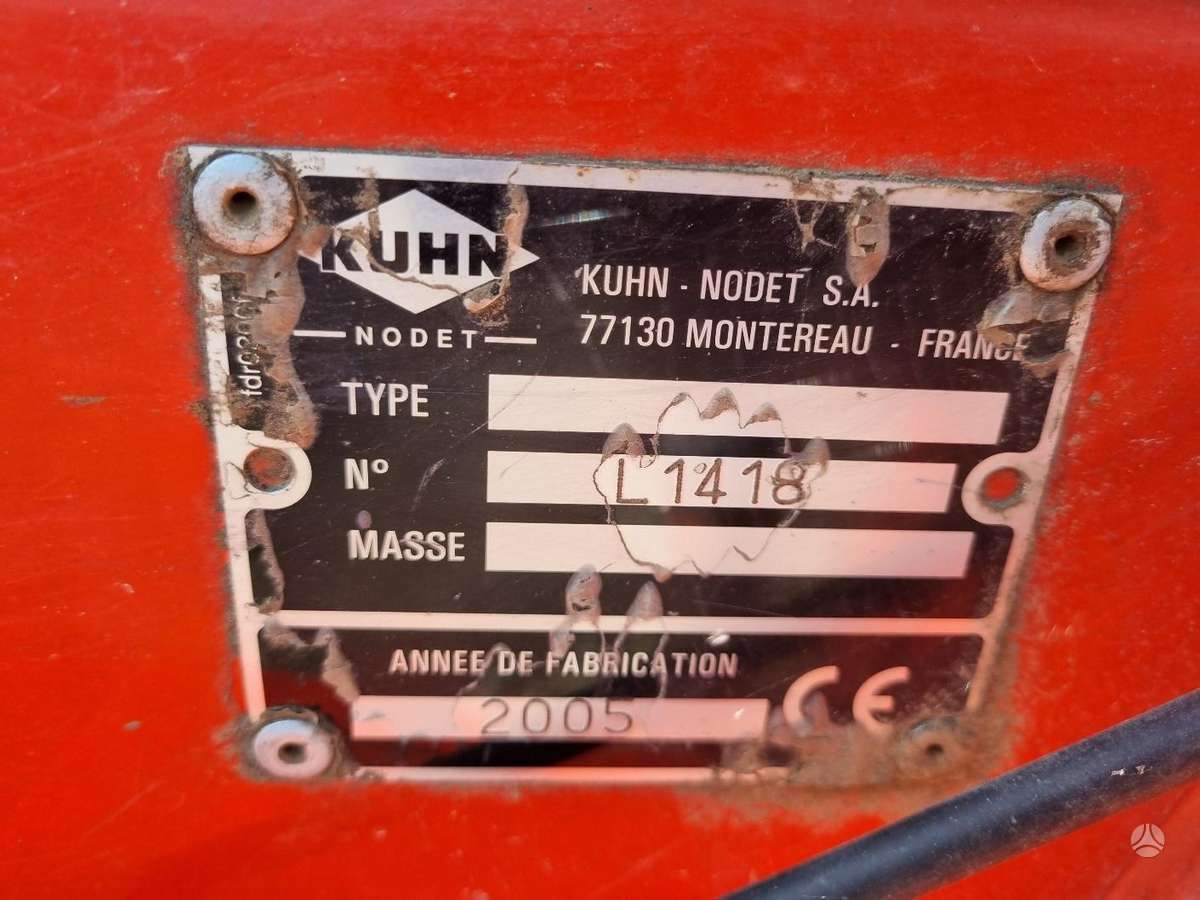 KUHN
NODET
KUHN - NODET S.A.
77130 MONTEREAU - FRANCE
TYPE
N° L1418
MASSE
ANNEE DE FABRICATION
2005
CE